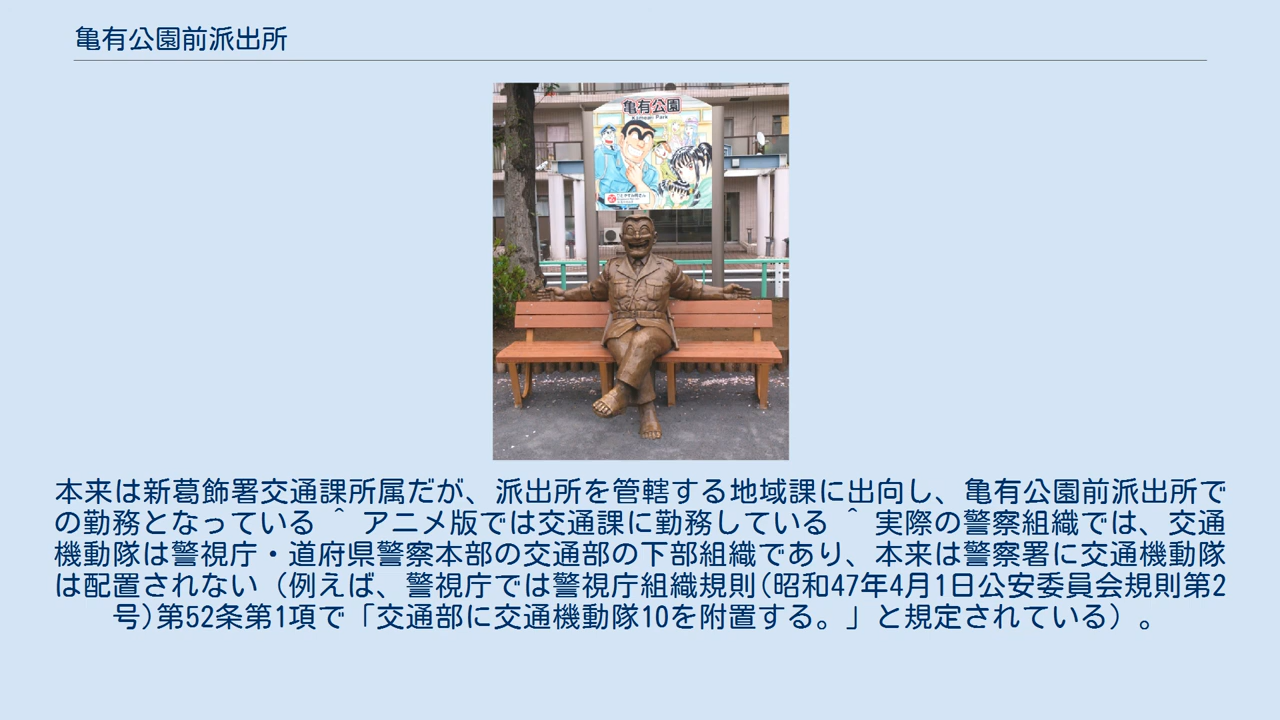 亀有公園前派出所
亀有公園
Kameari Park
本来は新葛飾署交通課所属だが、派出所を管轄する地域課に出向し、亀有公園前派出所で
の勤務となっている ＾ アニメ版では交通課に勤務している ＾ 実際の警察組織では、交通
機動隊は警視庁・道府県警察本部の交通部の下部組織であり、本来は警察署に交通機動隊
は配置されない（例えば、警視庁では警視庁組織規則(昭和47年4月1日公安委員会規則第2
号)第52条第1項で「交通部に交通機動隊10を附置する。」と規定されている）。